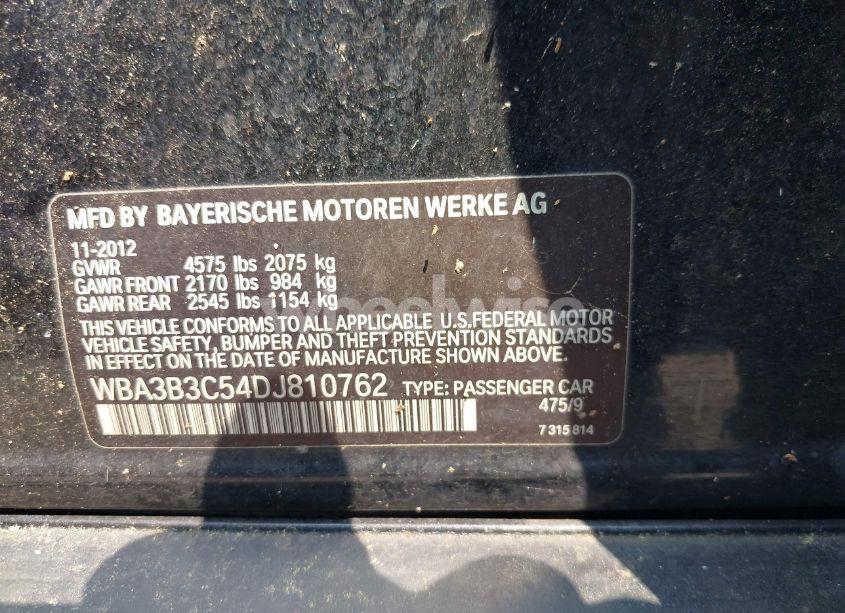 MFD BY BAYERISCHE MOTOREN WERKE AG
11-2012
GVWR 4575 lbs 2075 kg
GAWR FRONT 2170 lbs 984 kg
GAWR REAR 2545 lbs 1154 kg
THIS VEHICLE CONFORMS TO ALL APPLICABLE U.S.FEDERAL MOTOR
VEHICLE SAFETY, BUMPER AND THEFT PREVENTION STANDARDS
IN EFFECT ON THE DATE OF MANUFACTURE SHOWN ABOVE.
WBA3B3C54DJ810762 TYPE: PASSENGER CAR
475/9
7 315 814
wheelwise